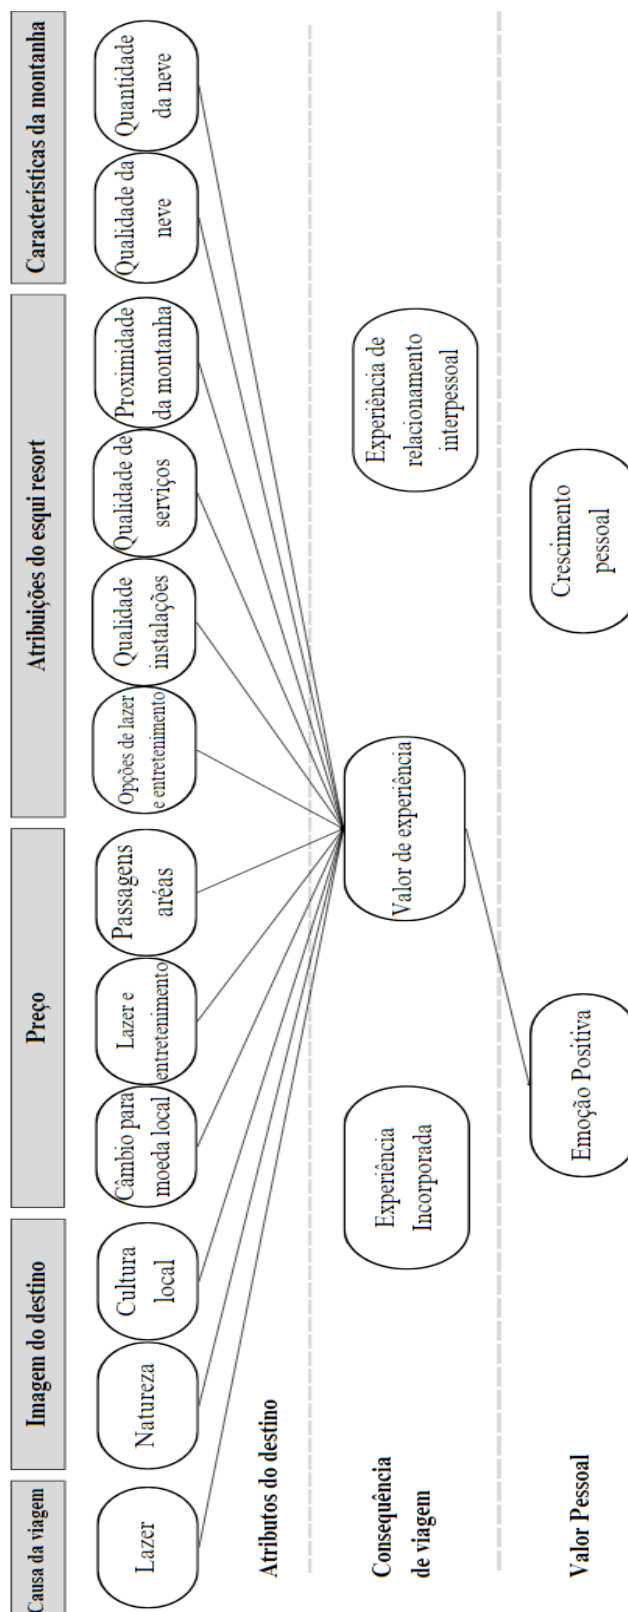 Causa da viagem
Imagem do destino
Preço
Atribuições do esqui resort
Características da montanha
Lazer
Natureza
Cultura
local
Câmbio para
moeda local
Lazer e
entretenimento
Passagens
aréas
Opções de lazer
e entretenimento
Qualidade
instalações
Qualidade de
serviços
Proximidade
da montanha
Qualidade da
neve
Quantidade
da neve
Atributos do destino
Consequência
de viagem
Experiência
Incorporada
Valor de experiência
Experiência de
relacionamento
interpessoal
Valor Pessoal
Emoção Positiva
Crescimento
pessoal